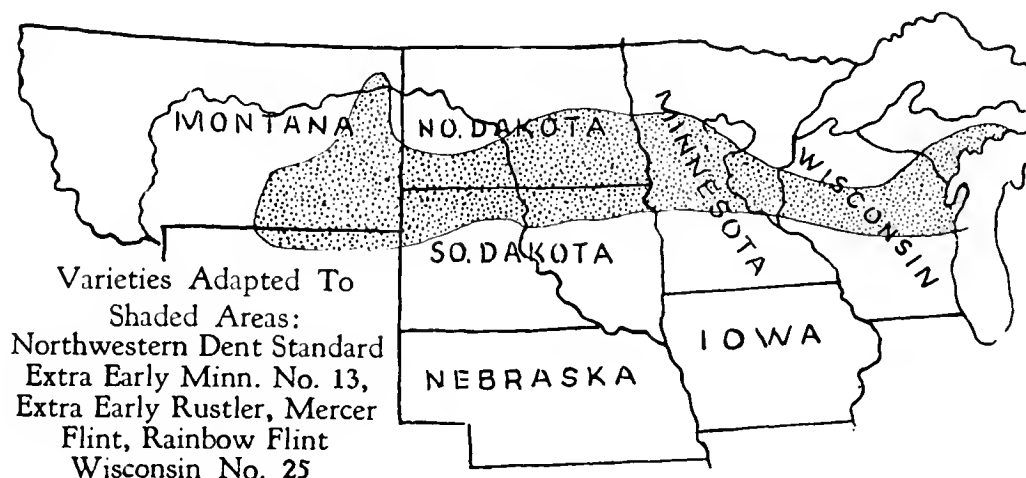 MONTANA
NO. DAKOTA
MINNESOTA
WISCONSIN
SO. DAKOTA
IOWA
NEBRASKA
Varieties Adapted To
Shaded Areas:
Northwestern Dent Standard
Extra Early Minn. No. 13,
Extra Early Rustler, Mercer
Flint, Rainbow Flint
Wisconsin No. 25